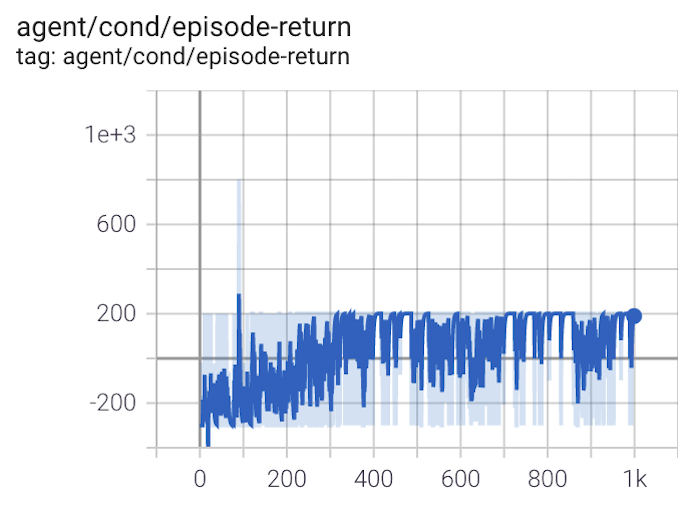 agent/cond/episode-return
tag: agent/cond/episode-return
1e+3
600
200
-200
0 200 400 600 800 1k